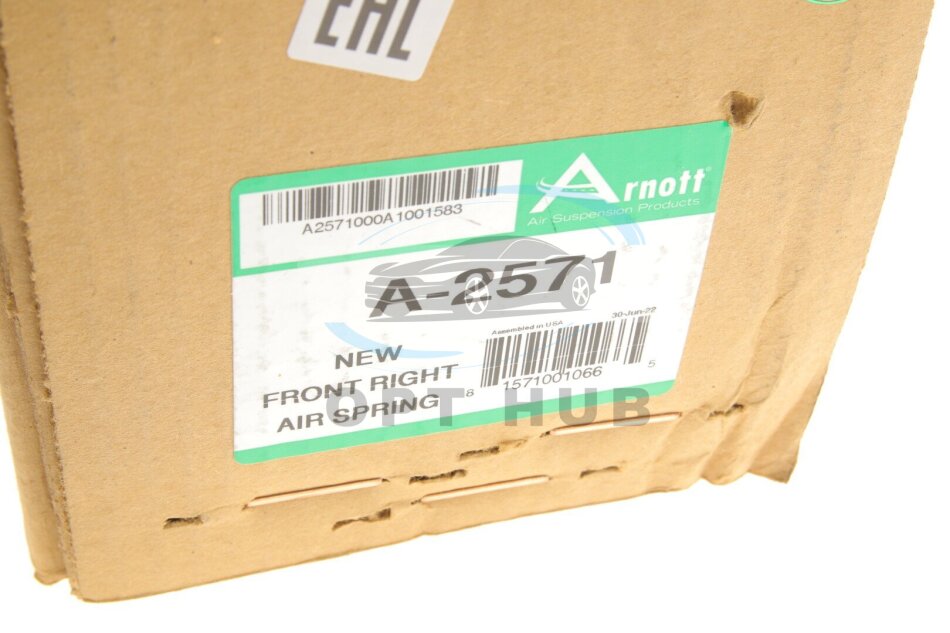 EAC
A2571000A1001583
Arnott®
Air Suspension Products
A-2571
Assembled in USA
30-Jun-22
NEW
FRONT RIGHT
AIR SPRING
8 1571001066 5
OPT HUB